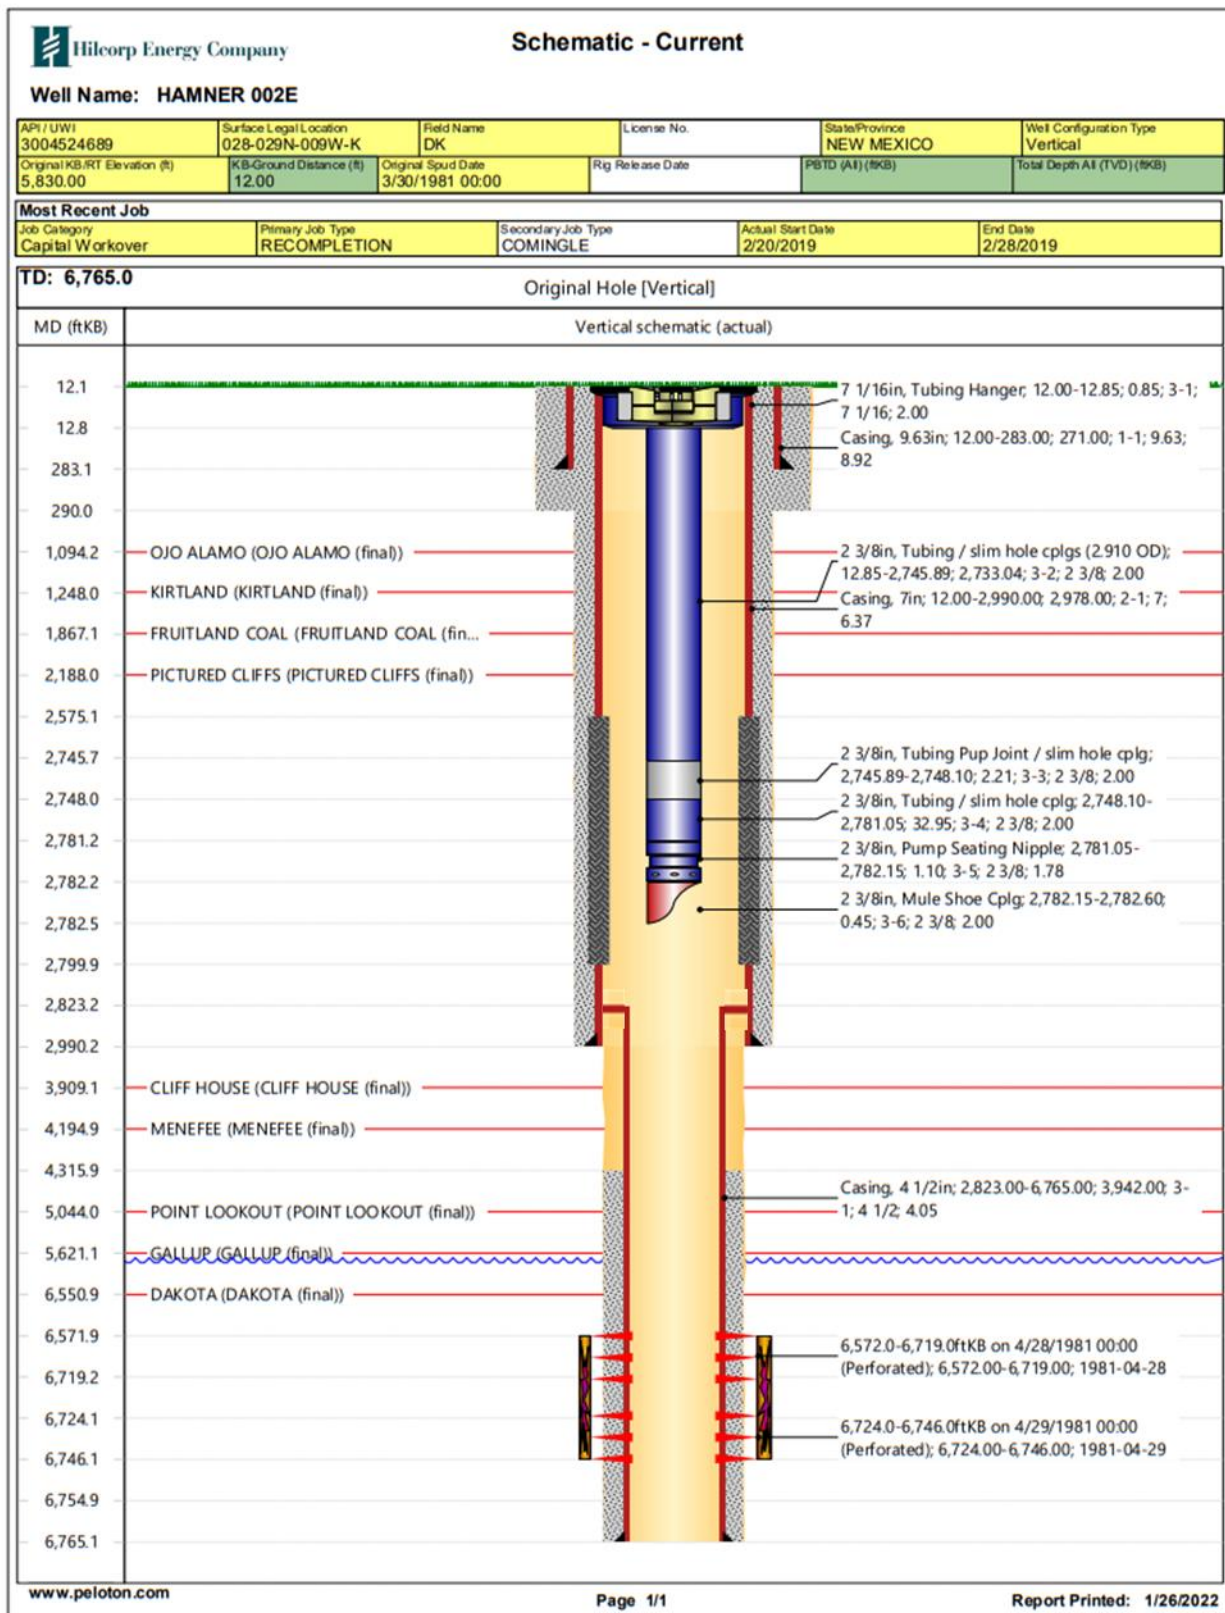 Hilcorp Energy Company
Schematic - Current
Well Name: HAMNER 002E
API / UWI
3004524689
Surface Legal Location
028-029N-009W-K
Field Name
DK
License No.
State/Province
NEW MEXICO
Well Configuration Type
Vertical
Original KB/RT Elevation (ft)
5,830.00
KB-Ground Distance (ft)
12.00
Original Spud Date
3/30/1981 00:00
Rig Release Date
PBTD (All) (ftKB)
Total Depth All (TVD) (ftKB)
Most Recent Job
Job Category
Capital Workover
Primary Job Type
RECOMPLETION
Secondary Job Type
COMINGLE
Actual Start Date
2/20/2019
End Date
2/28/2019
TD: 6,765.0
Original Hole [Vertical]
MD (ftKB)
Vertical schematic (actual)
12.1
7 1/16in, Tubing Hanger; 12.00-12.85; 0.85; 3-1;
7 1/16; 2.00
12.8
Casing, 9.63in; 12.00-283.00; 271.00; 1-1; 9.63;
8.92
283.1
290.0
1,094.2
OJO ALAMO (OJO ALAMO (final))
2 3/8in, Tubing / slim hole cplgs (2.910 OD);
12.85-2,745.89; 2,733.04; 3-2; 2 3/8; 2.00
1,248.0
KIRTLAND (KIRTLAND (final))
Casing, 7in; 12.00-2,990.00; 2,978.00; 2-1; 7;
6.37
1,867.1
FRUITLAND COAL (FRUITLAND COAL (fin...
2,188.0
PICTURED CLIFFS (PICTURED CLIFFS (final))
2,575.1
2,745.7
2 3/8in, Tubing Pup Joint / slim hole cplg;
2,745.89-2,748.10; 2.21; 3-3; 2 3/8; 2.00
2,748.0
2 3/8in, Tubing / slim hole cplg; 2,748.10-
2,781.05; 32.95; 3-4; 2 3/8; 2.00
2,781.2
2 3/8in, Pump Seating Nipple; 2,781.05-
2,782.15; 1.10; 3-5; 2 3/8; 1.78
2,782.2
2 3/8in, Mule Shoe Cplg; 2,782.15-2,782.60;
0.45; 3-6; 2 3/8; 2.00
2,782.5
2,799.9
2,823.2
2,990.2
3,909.1
CLIFF HOUSE (CLIFF HOUSE (final))
4,194.9
MENEFEE (MENEFEE (final))
4,315.9
Casing, 4 1/2in; 2,823.00-6,765.00; 3,942.00; 3-
1; 4 1/2; 4.05
5,044.0
POINT LOOKOUT (POINT LOOKOUT (final))
5,621.1
GALLUP (GALLUP (final))
6,550.9
DAKOTA (DAKOTA (final))
6,571.9
6,572.0-6,719.0ftKB on 4/28/1981 00:00
(Perforated); 6,572.00-6,719.00; 1981-04-28
6,719.2
6,724.1
6,724.0-6,746.0ftKB on 4/29/1981 00:00
(Perforated); 6,724.00-6,746.00; 1981-04-29
6,746.1
6,754.9
6,765.1
www.peloton.com
Page 1/1
Report Printed: 1/26/2022